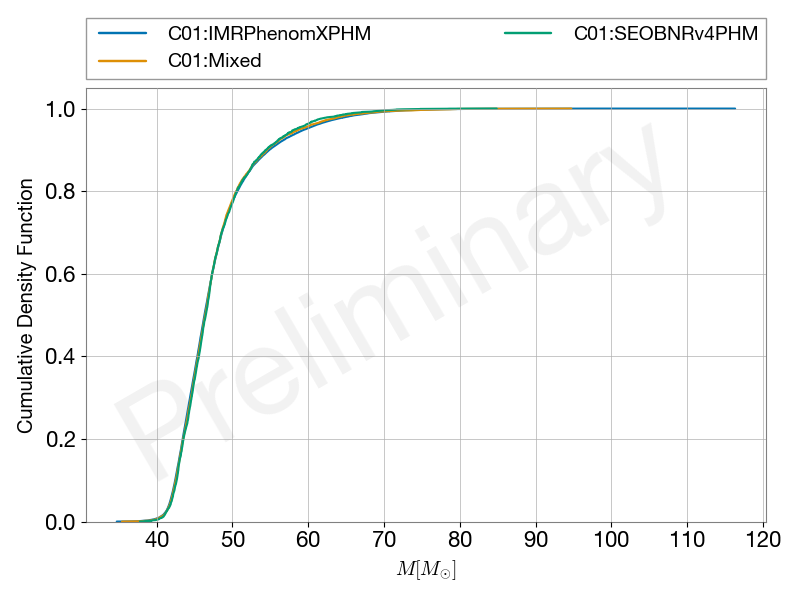 C01:IMRPhenomXPHM
C01:Mixed
C01:SEOBNRv4PHM
Preliminary
Cumulative Density Function
1.0
0.8
0.6
0.4
0.2
0.0
40 50 60 70 80 90 100 110 120
M[M⊙]